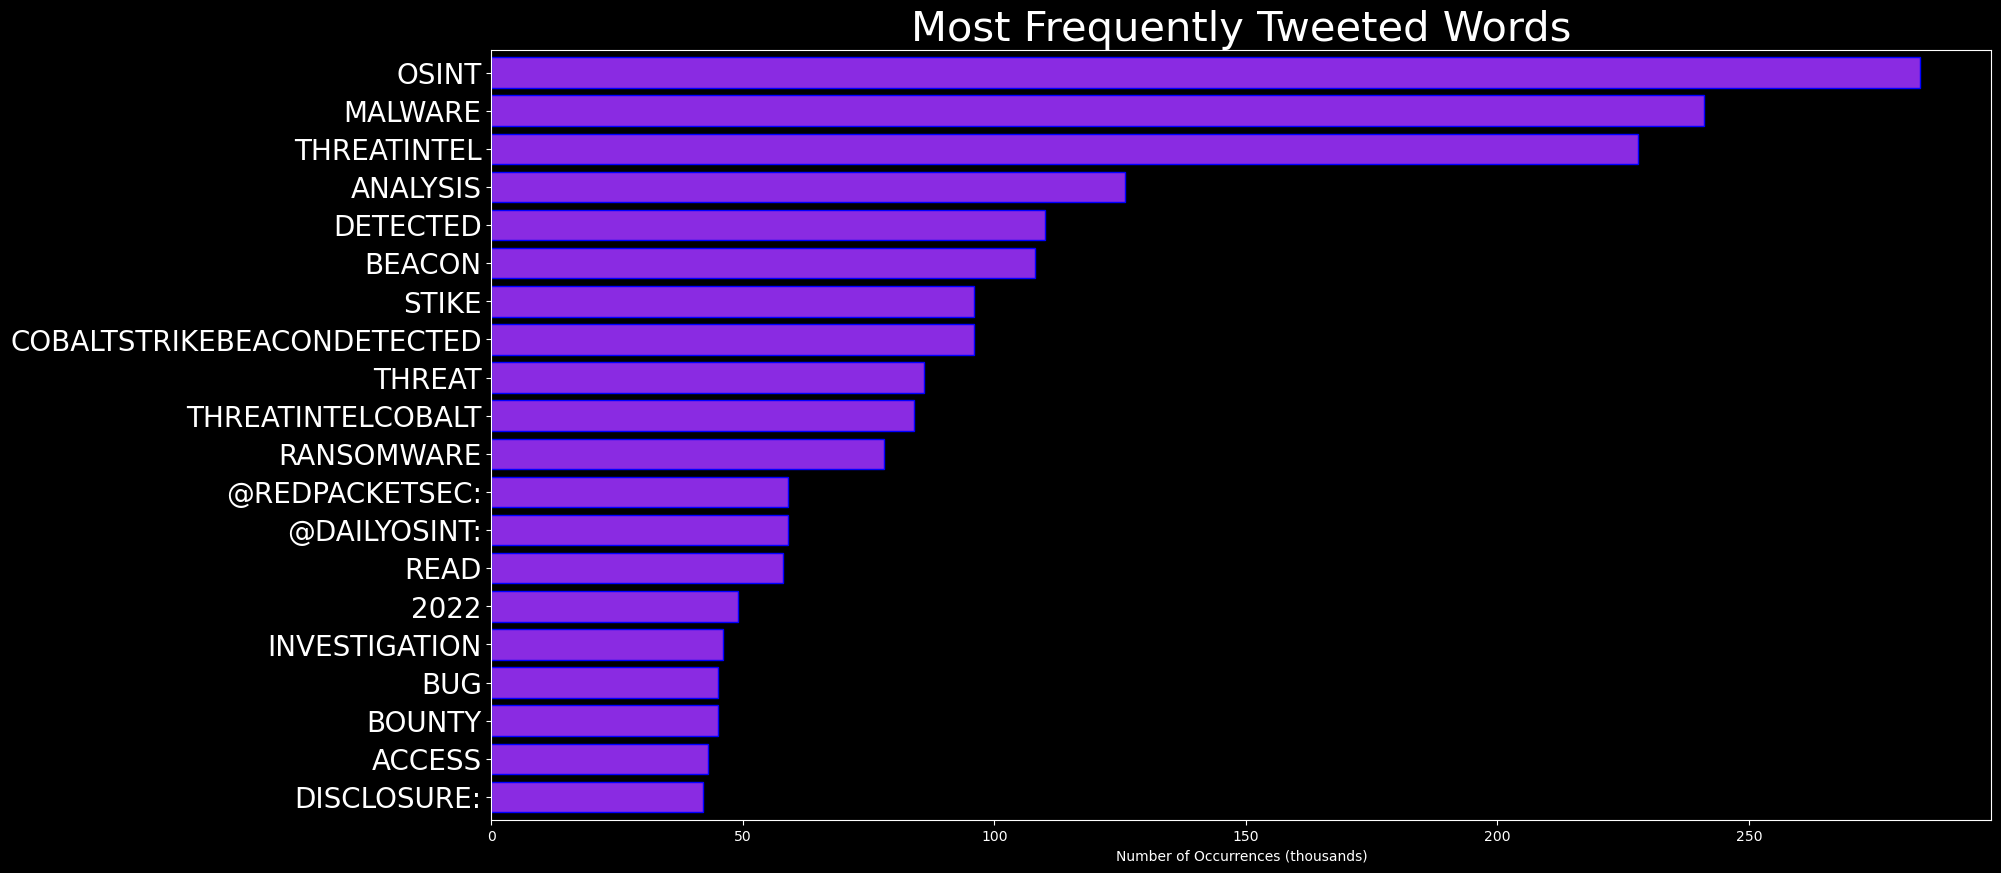 Most Frequently Tweeted Words
OSINT
MALWARE
THREATINTEL
ANALYSIS
DETECTED
BEACON
STIKE
COBALTSTRIKEBEACONDETECTED
THREAT
THREATINTELCOBALT
RANSOMWARE
@REDPACKETSEC:
@DAILYOSINT:
READ
2022
INVESTIGATION
BUG
BOUNTY
ACCESS
DISCLOSURE:
0 50 100 150 200 250
Number of Occurrences (thousands)